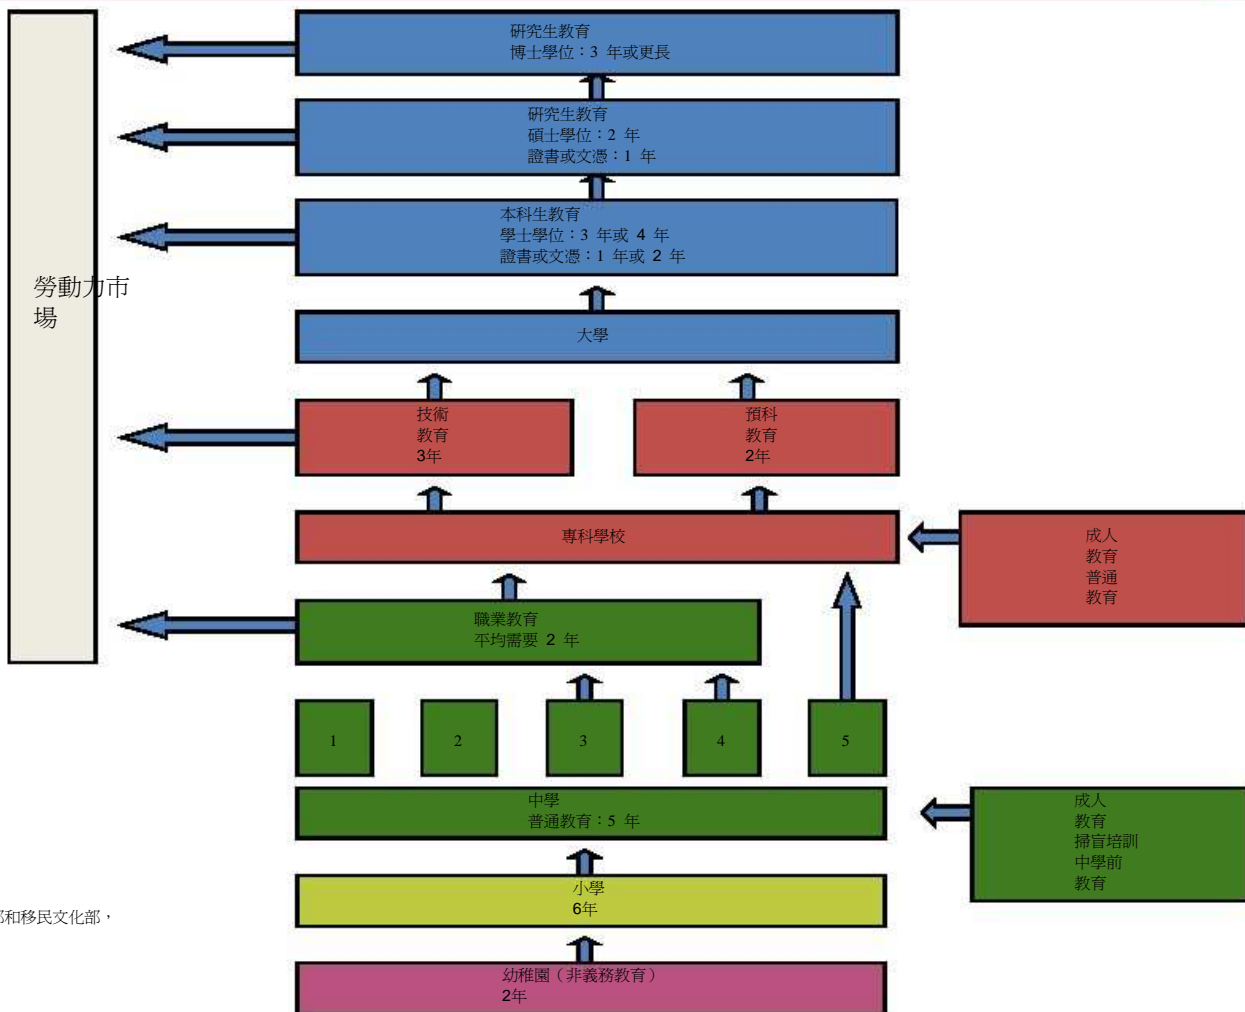 研究生教育
博士學位：3 年或更長
研究生教育
碩士學位：2 年
證書或文憑：1 年
本科生教育
學士學位：3 年或 4 年
證書或文憑：1 年或 2 年
勞動力市
場
大學
技術
教育
3年
預科
教育
2年
專科學校
成人
教育
普通
教育
職業教育
平均需要 2 年
1
2
3
4
5
中學
普通教育：5 年
成人
教育
掃盲培訓
中學前
教育
小學
6年
部和移民文化部，
幼稚園（非義務教育）
2年